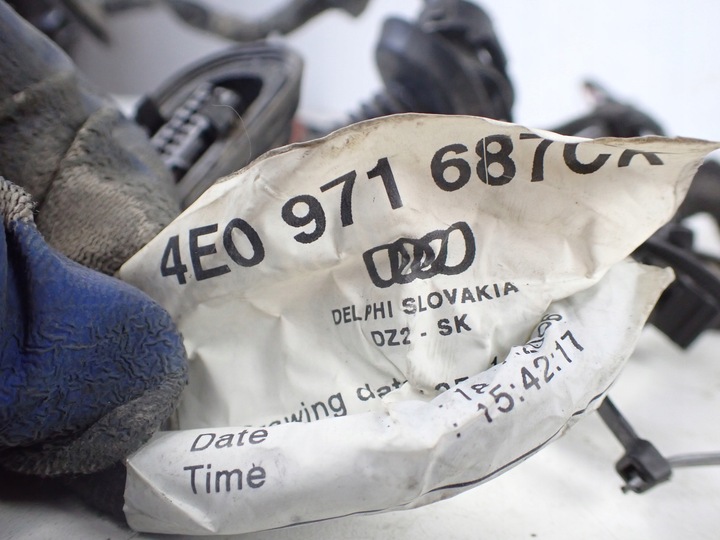 4E0 971 687CK
DELPHI SLOVAKIA
DZ2 - SK
Date
Time : 15:42:17